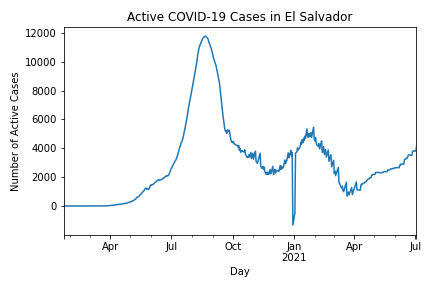 Active COVID-19 Cases in El Salvador
12000
10000
8000
6000
4000
2000
0
Number of Active Cases
Apr Jul Oct Jan Apr Jul
2021
Day